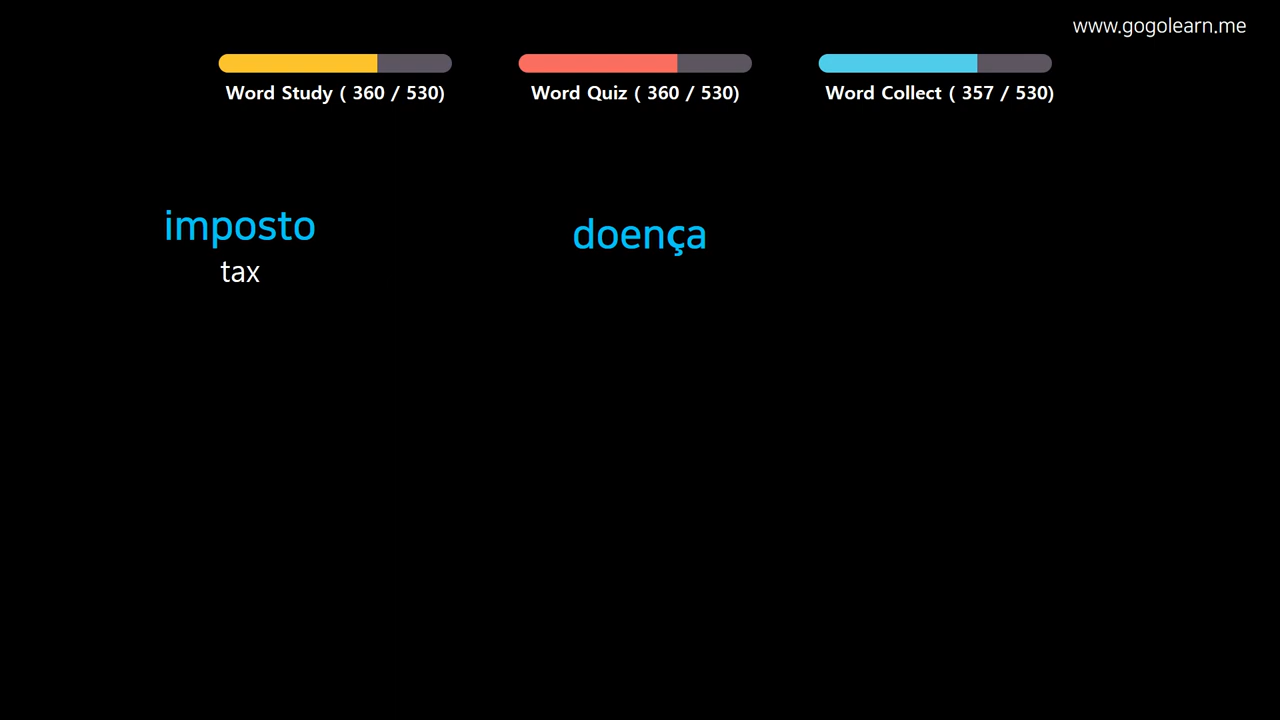 www.gogolearn.me
Word Study ( 360 / 530)
Word Quiz ( 360 / 530)
Word Collect ( 357 / 530)
imposto
tax
doença